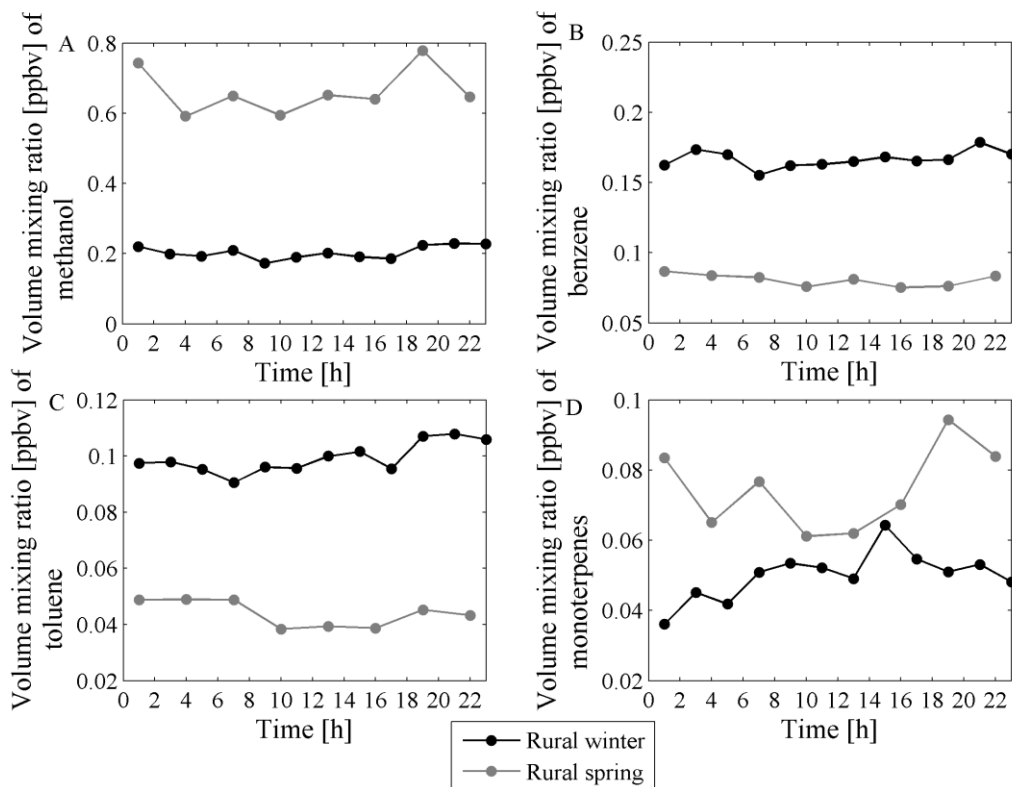 Volume mixing ratio [ppbv] of
methanol
A
0.8
0.6
0.4
0.2
0
0 2 4 6 8 10 12 14 16 18 20 22
Time [h]
Volume mixing ratio [ppbv] of
benzene
B
0.25
0.2
0.15
0.1
0.05
0 2 4 6 8 10 12 14 16 18 20 22
Time [h]
Volume mixing ratio [ppbv] of
toluene
C
0.12
0.1
0.08
0.06
0.04
0.02
0 2 4 6 8 10 12 14 16 18 20 22
Time [h]
Volume mixing ratio [ppbv] of
monoterpenes
D
0.1
0.08
0.06
0.04
0.02
0 2 4 6 8 10 12 14 16 18 20 22
Time [h]
Rural winter
Rural spring